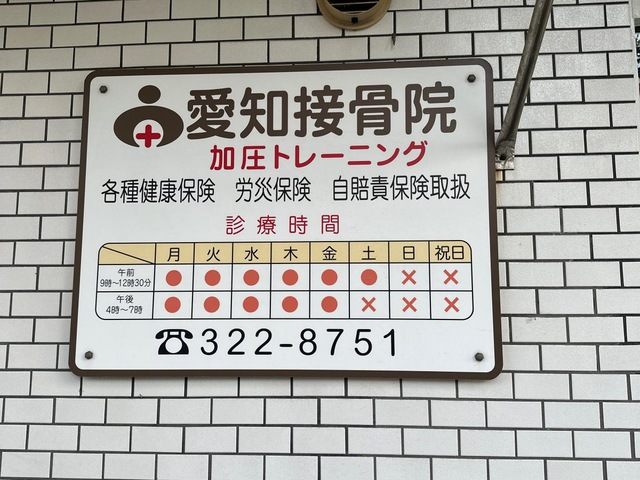 愛知接骨院
加圧トレーニング
各種健康保険 労災保険 自賠責保険取扱
診療時間
月 火 水 木 金 土 日 祝日
午前 9時〜12時30分 ● ● ● ● ● ● × ×
午後 4時〜7時 ● ● ● ● ● × × ×
☎322-8751